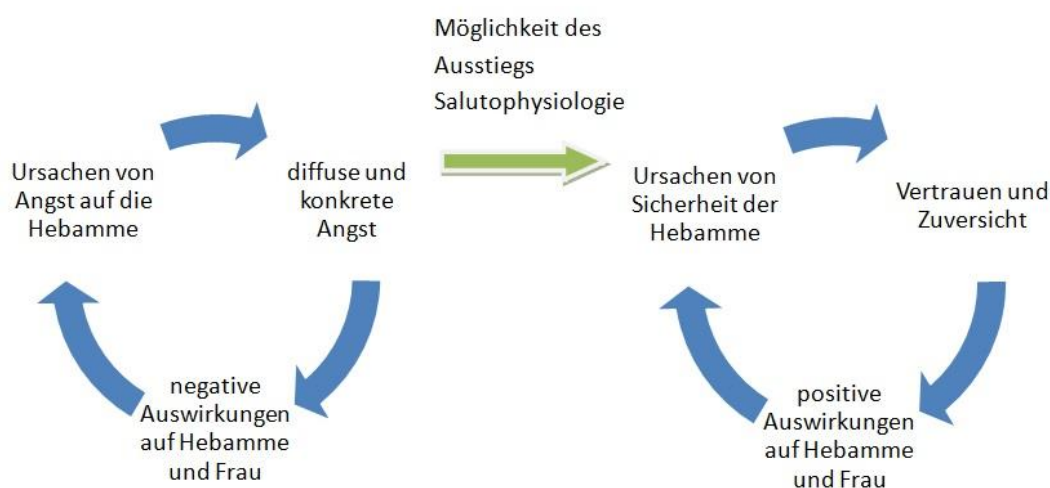 Möglichkeit des
Ausstiegs
Salutophysiologie
Ursachen von
Angst auf die
Hebamme
diffuse und
konkrete
Angst
negative
Auswirkungen
auf Hebamme
und Frau
Ursachen von
Sicherheit der
Hebamme
Vertrauen und
Zuversicht
positive
Auswirkungen
auf Hebamme
und Frau